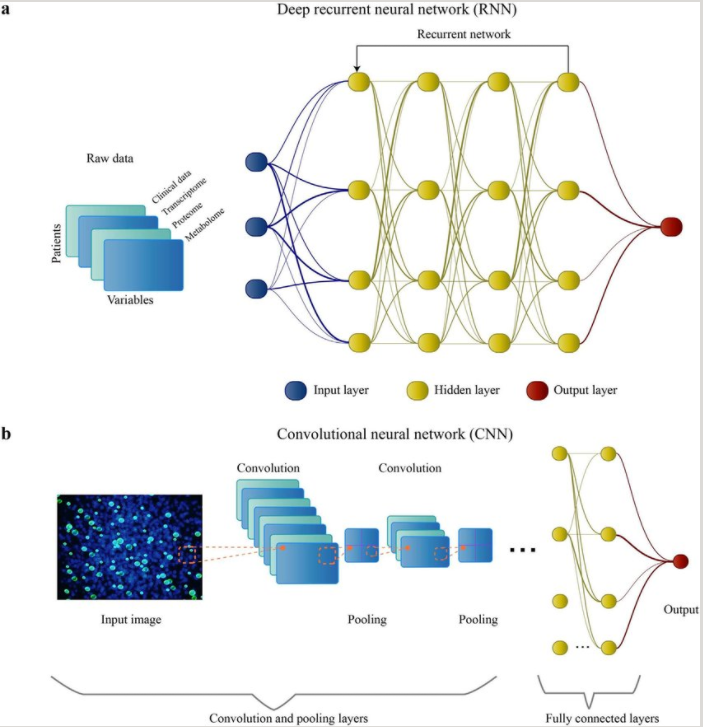 a
Deep recurrent neural network (RNN)
Recurrent network
Raw data
Clinical data
Transcriptome
Proteome
Metabolome
Patients
Variables
Input layer
Hidden layer
Output layer
b
Convolutional neural network (CNN)
Convolution
Convolution
Input image
Pooling
Pooling
Output
Convolution and pooling layers
Fully connected layers